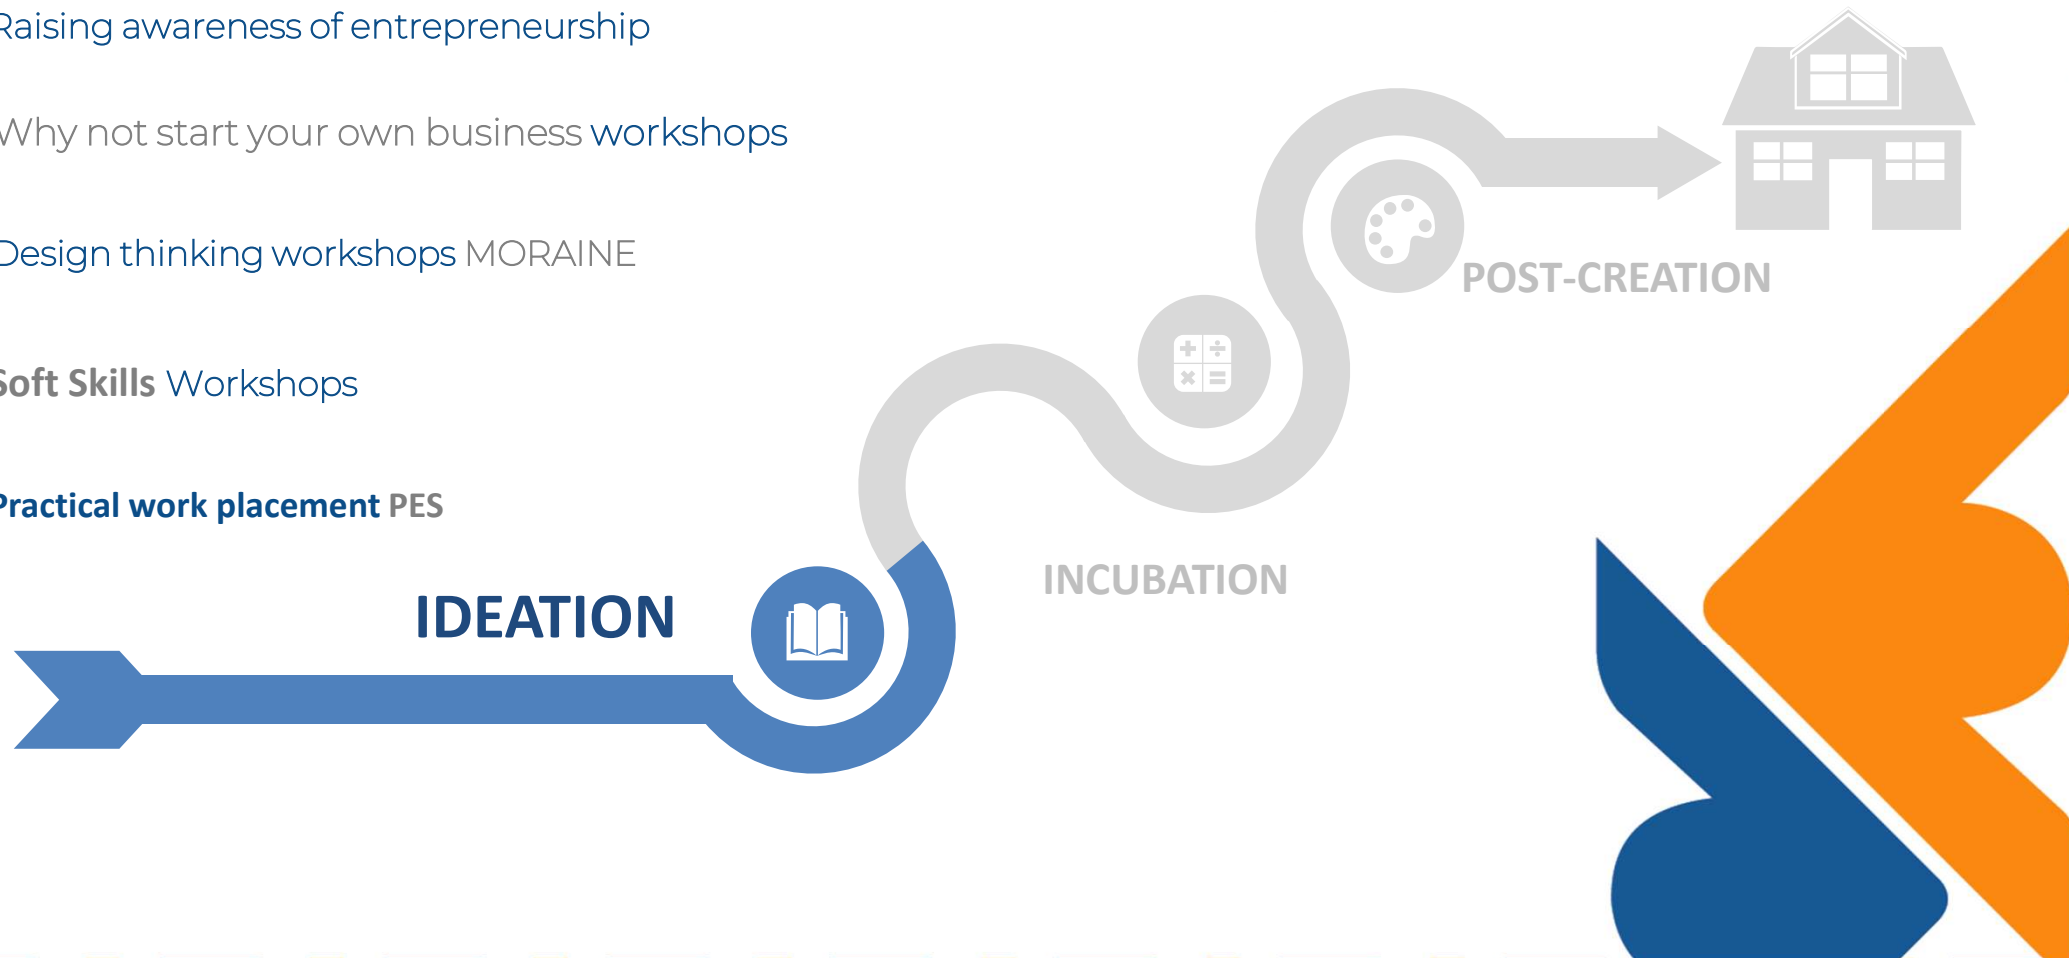 Raising awareness of entrepreneurship
Why not start your own business workshops
Design thinking workshops MORAINE
Soft Skills Workshops
Practical work placement PES
POST-CREATION
INCUBATION
IDEATION